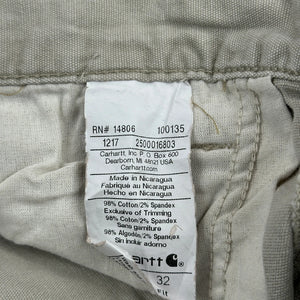 RN# 14806 100135
1217 2500016803
Carhartt, Inc. P.O. Box 600
Dearborn, MI 48121 USA
Carhartt.com
Made in Nicaragua
Fabriqué au Nicaragua
Hecho en Nicaragua
98% Cotton/2% Spandex
Exclusive of Trimming
98% Coton/2% Spandex
Sans garniture
98% Algodón/2% Spandex
Sin incluir adorno
artt
32
Fit